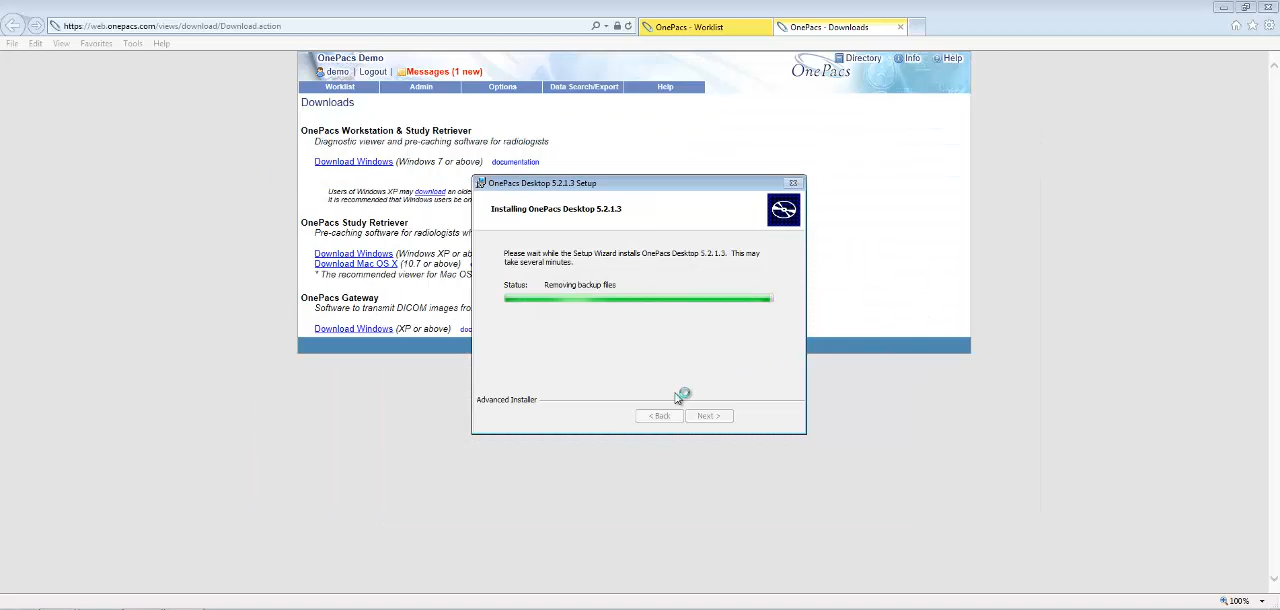 https://web.onepacs.com/views/download/Download.action
OnePacs - Worklist
OnePacs - Downloads
File Edit View Favorites Tools Help
OnePacs Demo
demo | Logout | Messages (1 new)
OnePacs
Directory Info Help
Worklist Admin Options Data Search/Export Help
Downloads
OnePacs Workstation & Study Retriever
Diagnostic viewer and pre-caching software for radiologists
Download Windows (Windows 7 or above) documentation
Users of Windows XP may download an
It is recommended that Windows users be
OnePacs Study Retriever
Pre-caching software for radiologists
Download Windows (Windows XP or
Download Mac OS X (10.7 or above)
* The recommended viewer for Mac OS
OnePacs Gateway
Software to transmit DICOM images
Download Windows (XP or above)
OnePacs Desktop 5.2.1.3 Setup
Installing OnePacs Desktop 5.2.1.3
Please wait while the Setup Wizard installs OnePacs Desktop 5.2.1.3. This may
take several minutes.
Status: Removing backup files
Advanced Installer
< Back Next >
100%